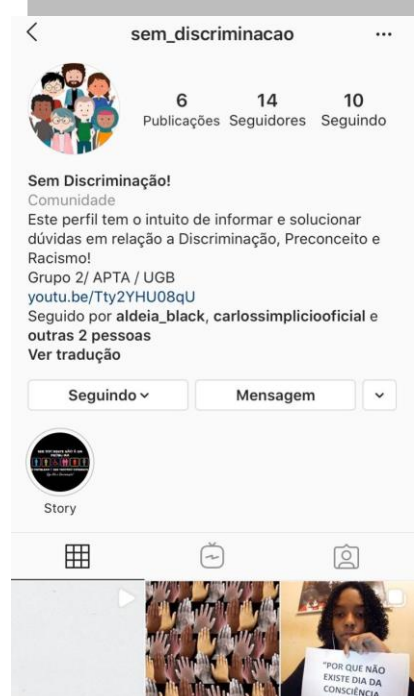 sem_discriminacao
6 14 10
Publicações Seguidores Seguindo
Sem Discriminação!
Comunidade
Este perfil tem o intuito de informar e solucionar
dúvidas em relação a Discriminação, Preconceito e
Racismo!
Grupo 2/ APTA / UGB
youtu.be/Tty2YHU08qU
Seguido por aldeia_black, carlossimpliciooficial e
outras 2 pessoas
Ver tradução
Seguindo Mensagem
Story
"POR QUE NÃO
EXISTE DIA DA
CONSCIÊNCIA